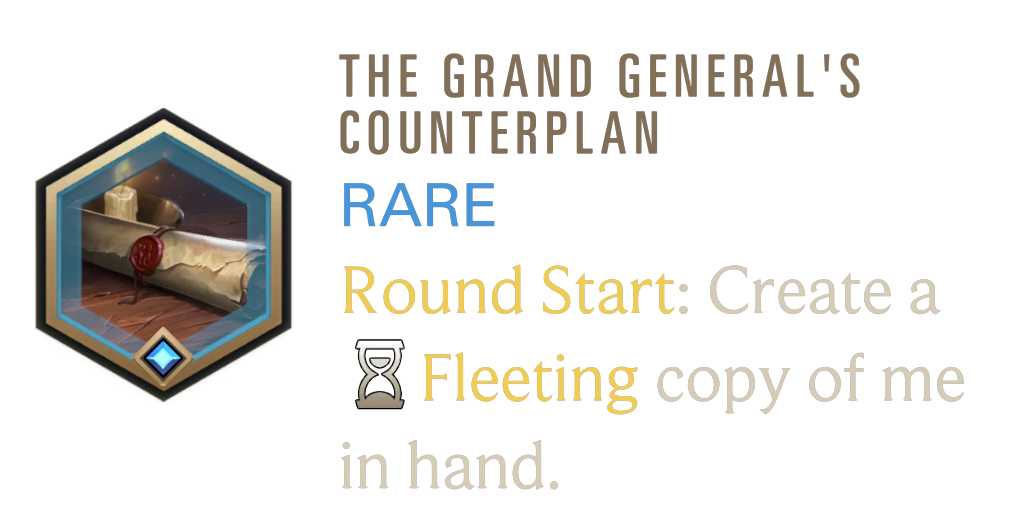 THE GRAND GENERAL'S
COUNTERPLAN
RARE
Round Start: Create a
Fleeting copy of me
in hand.